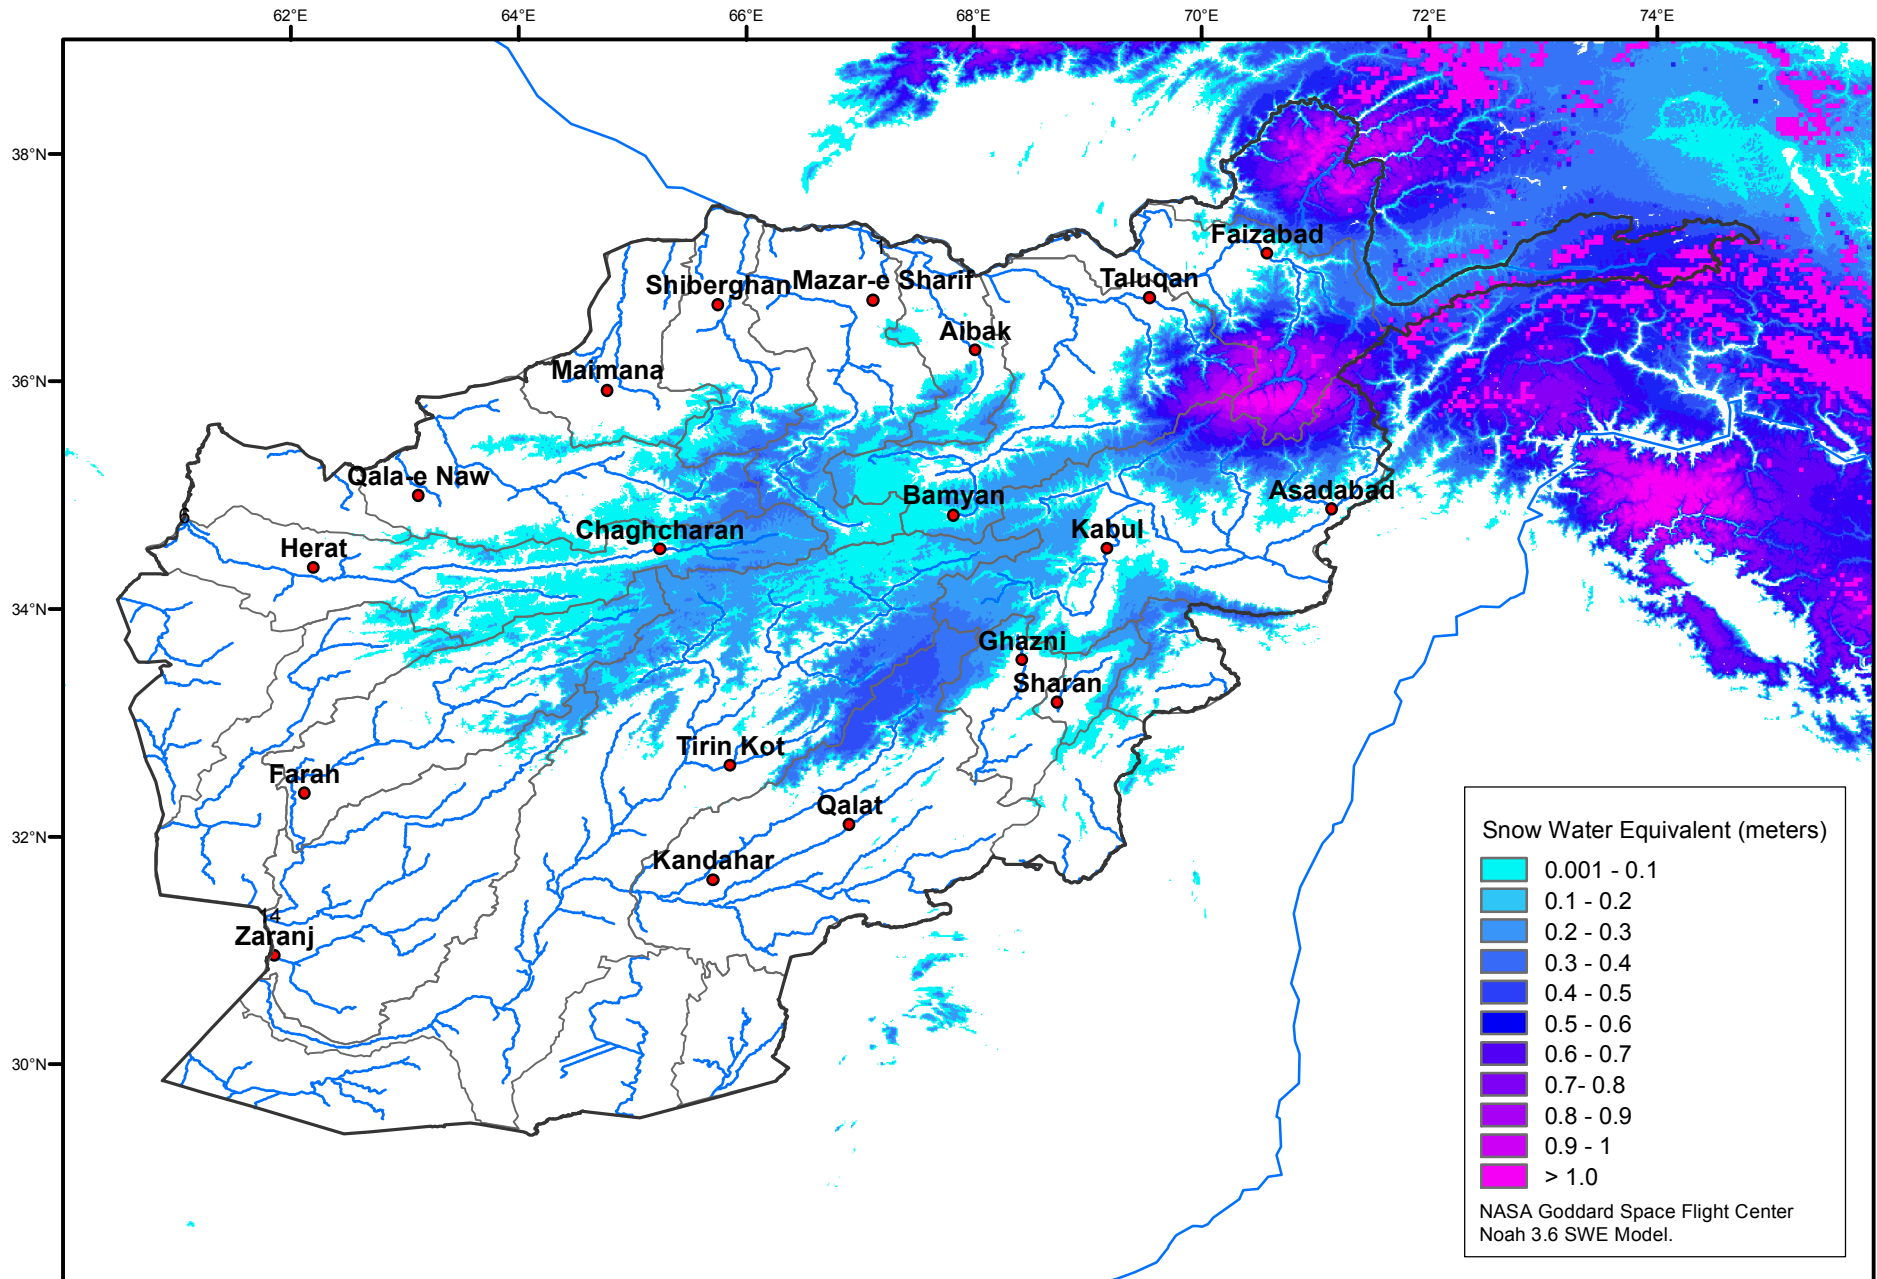 62°E
64°E
66°E
68°E
70°E
72°E
74°E
38°N
36°N
34°N
32°N
30°N
Faizabad
Taluqan
Shiberghan
Mazar-e Sharif
Aibak
Maimana
Qala-e Naw
Bamyan
Asadabad
6
Chaghcharan
Kabul
Herat
Ghazni
Sharan
Tirin Kot
Farah
Qalat
Kandahar
14
Zaranj
Snow Water Equivalent (meters)
0.001 - 0.1
0.1 - 0.2
0.2 - 0.3
0.3 - 0.4
0.4 - 0.5
0.5 - 0.6
0.6 - 0.7
0.7- 0.8
0.8 - 0.9
0.9 - 1
> 1.0
NASA Goddard Space Flight Center
Noah 3.6 SWE Model.